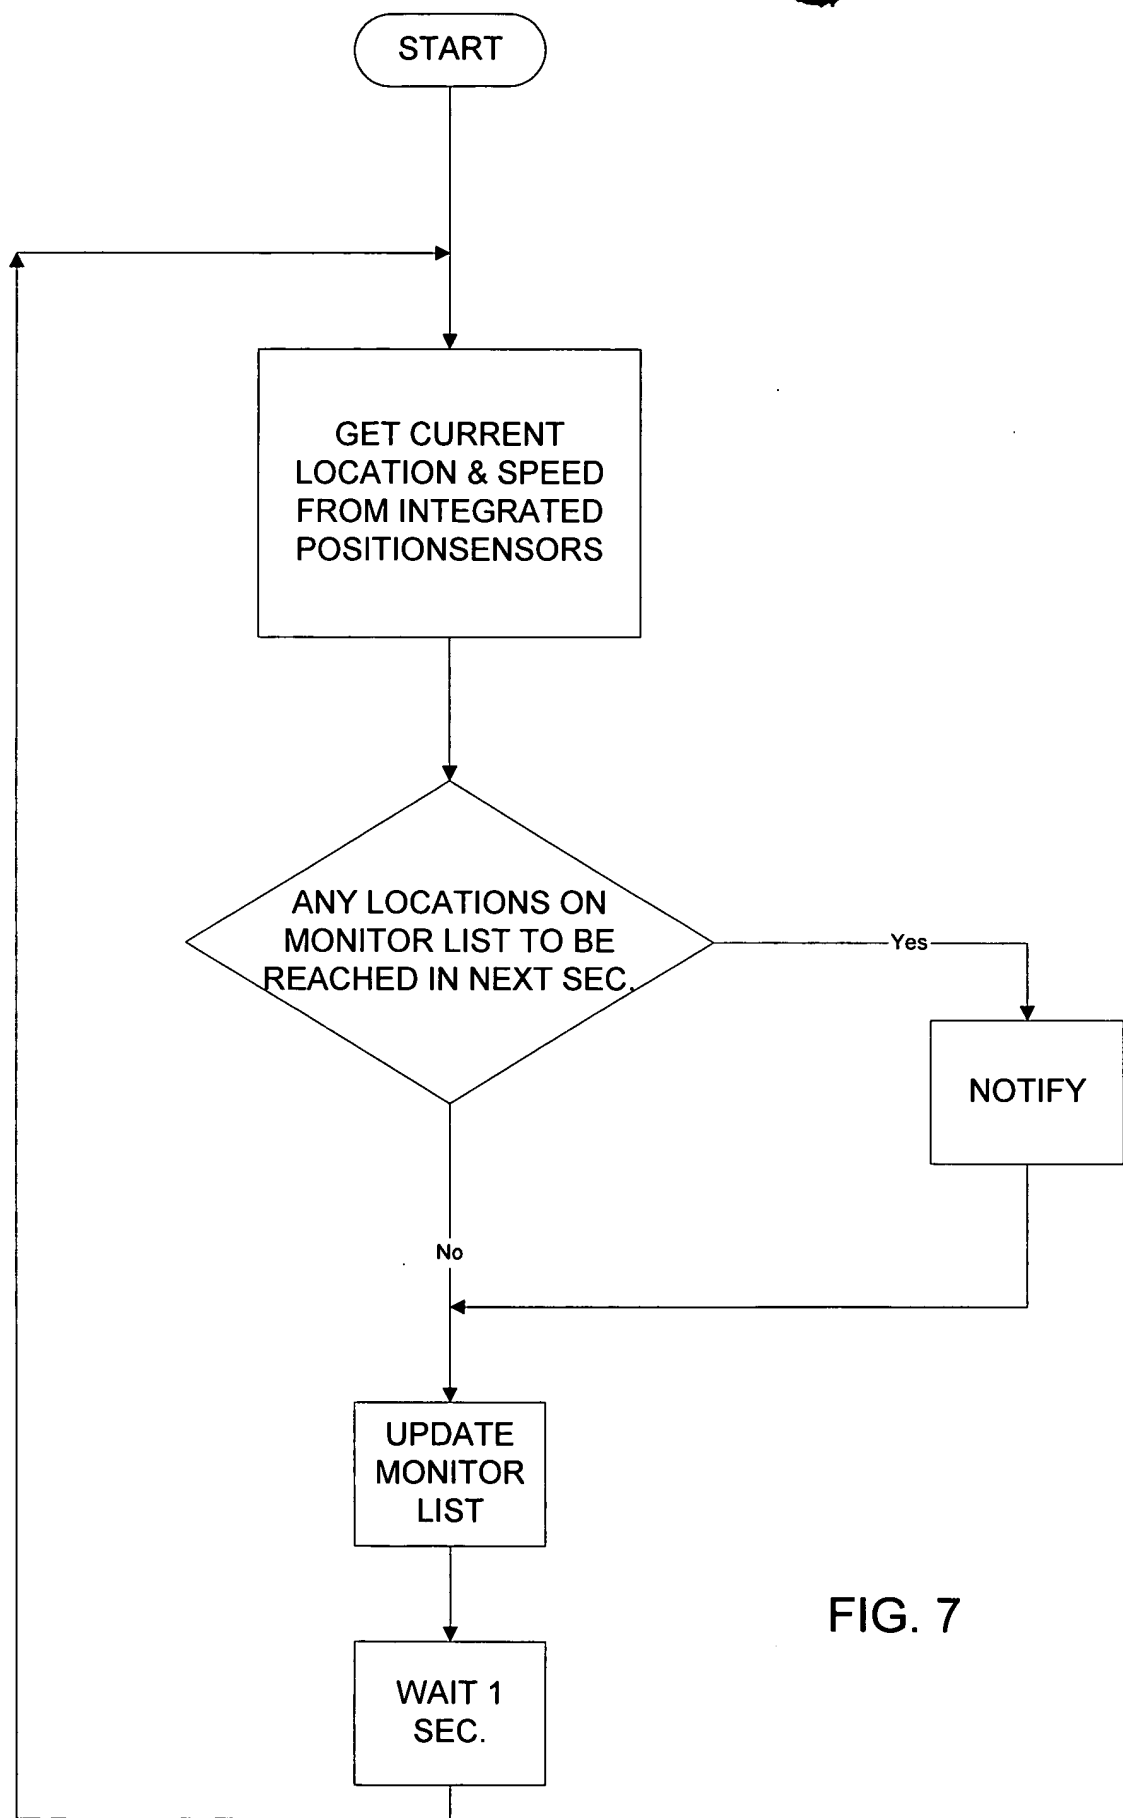 START
GET CURRENT
LOCATION & SPEED
FROM INTEGRATED
POSITIONSENSORS
ANY LOCATIONS ON
MONITOR LIST TO BE
REACHED IN NEXT SEC.
Yes
NOTIFY
No
UPDATE
MONITOR
LIST
WAIT 1
SEC.
FIG. 7